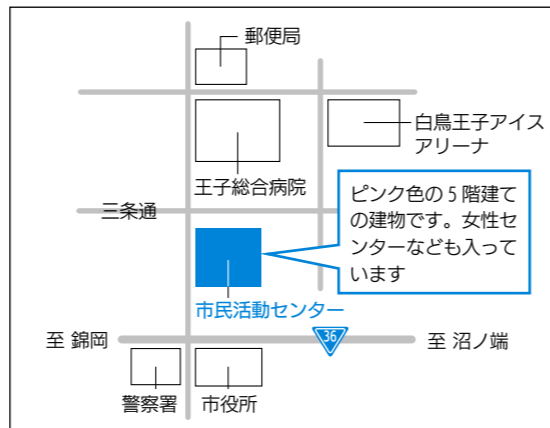 郵便局
白鳥王子アイス
アリーナ
王子総合病院
ピンク色の5階建て
の建物です。女性セ
ンターなども入って
います
三条通
市民活動センター
至 錦岡
36
至 沼ノ端
警察署
市役所